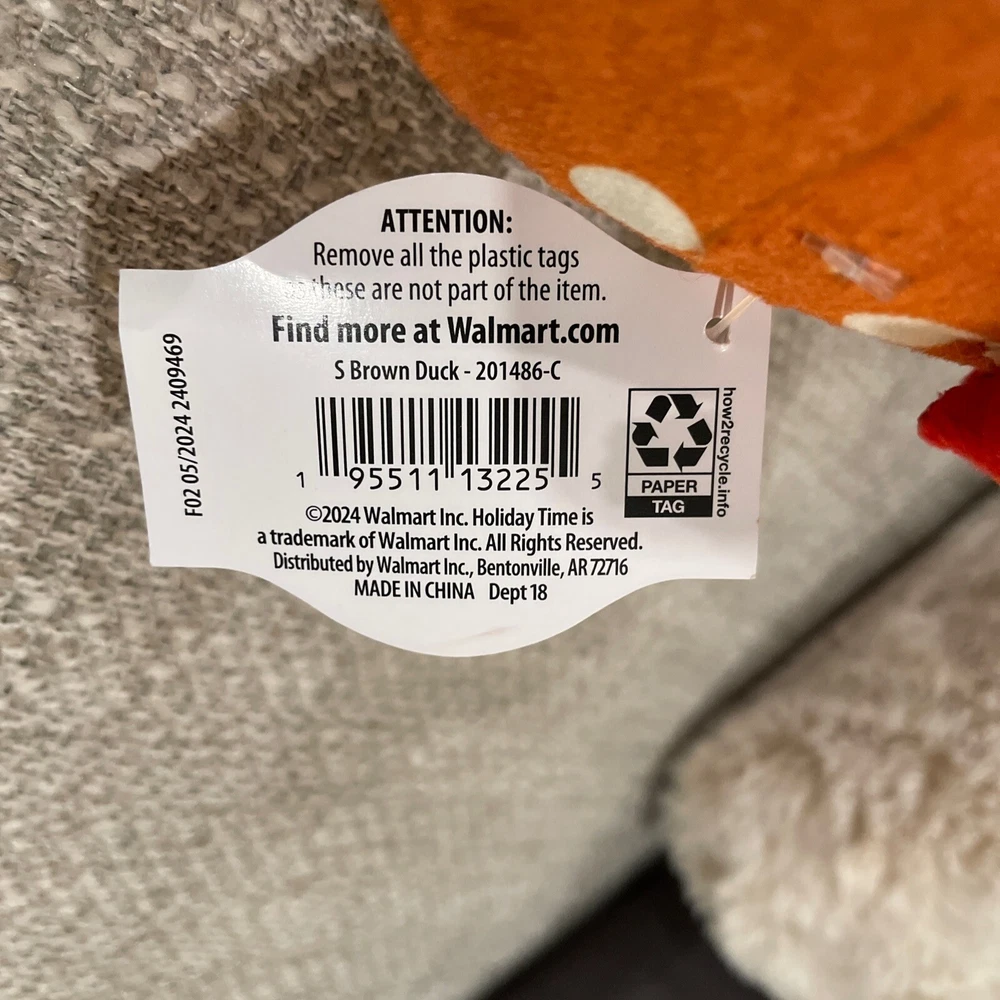 ATTENTION:
Remove all the plastic tags
as these are not part of the item.
Find more at Walmart.com
S Brown Duck - 201486-C
1 95511 13225 5
F02 05/2024 2409469
how2recycle.info
PAPER
TAG
©2024 Walmart Inc. Holiday Time is
a trademark of Walmart Inc. All Rights Reserved.
Distributed by Walmart Inc., Bentonville, AR 72716
MADE IN CHINA Dept 18